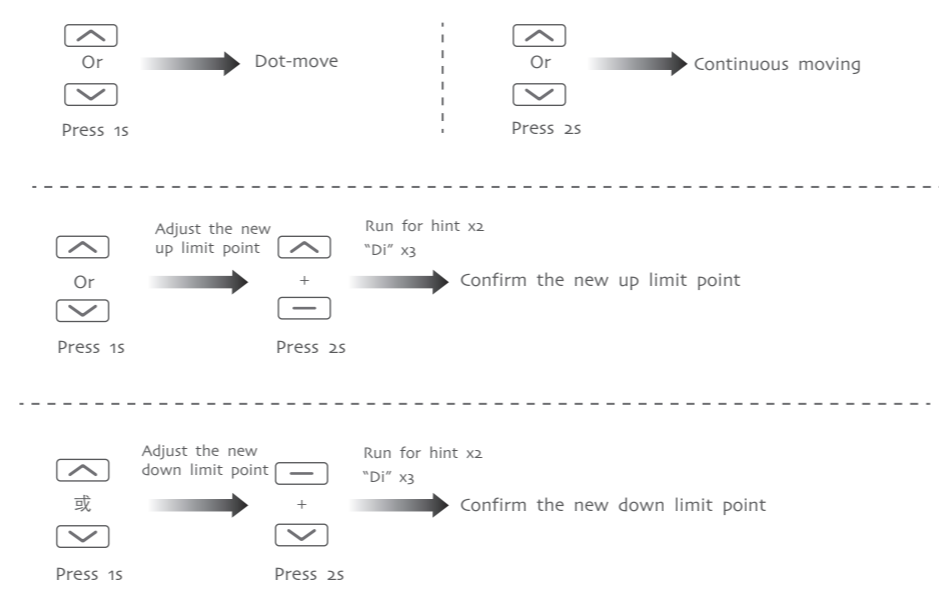 Or
Dot-move
Press 1s
Or
Continuous moving
Press 2s
Adjust the new
up limit point
Run for hint x2
“Di” x3
Or
+
Confirm the new up limit point
Press 1s
Press 2s
Adjust the new
down limit point
Run for hint x2
“Di” x3
或
+
Confirm the new down limit point
Press 1s
Press 2s